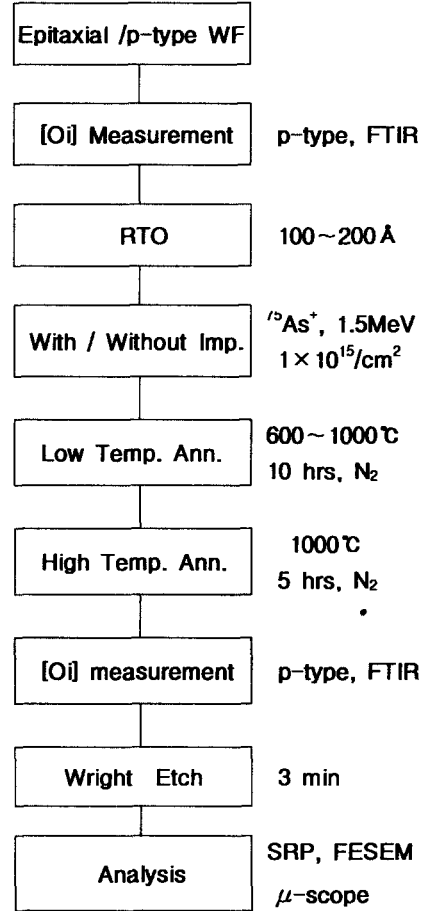 Epitaxial /p-type WF
[Oi] Measurement p-type, FTIR
RTO 100~200Å
⁷⁵As⁺, 1.5MeV
With / Without Imp.
1×10¹⁵/cm²
600~1000℃
Low Temp. Ann.
10 hrs, N₂
1000℃
High Temp. Ann.
5 hrs, N₂
[Oi] measurement p-type, FTIR
Wright Etch 3 min
SRP, FESEM
Analysis
μ-scope